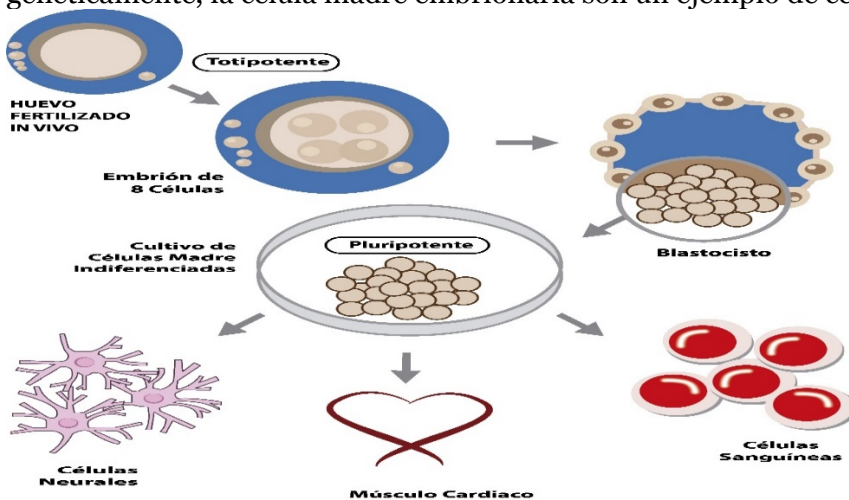 genéticamente, la célula madre embrionaria son un ejemplo de
Totipotente
HUEVO
FERTILIZADO
IN VIVO
Embrión de
8 Células
Blastocisto
Cultivo de
Células Madre
Indiferenciadas
Pluripotente
Células
Neurales
Músculo Cardiaco
Células
Sanguíneas